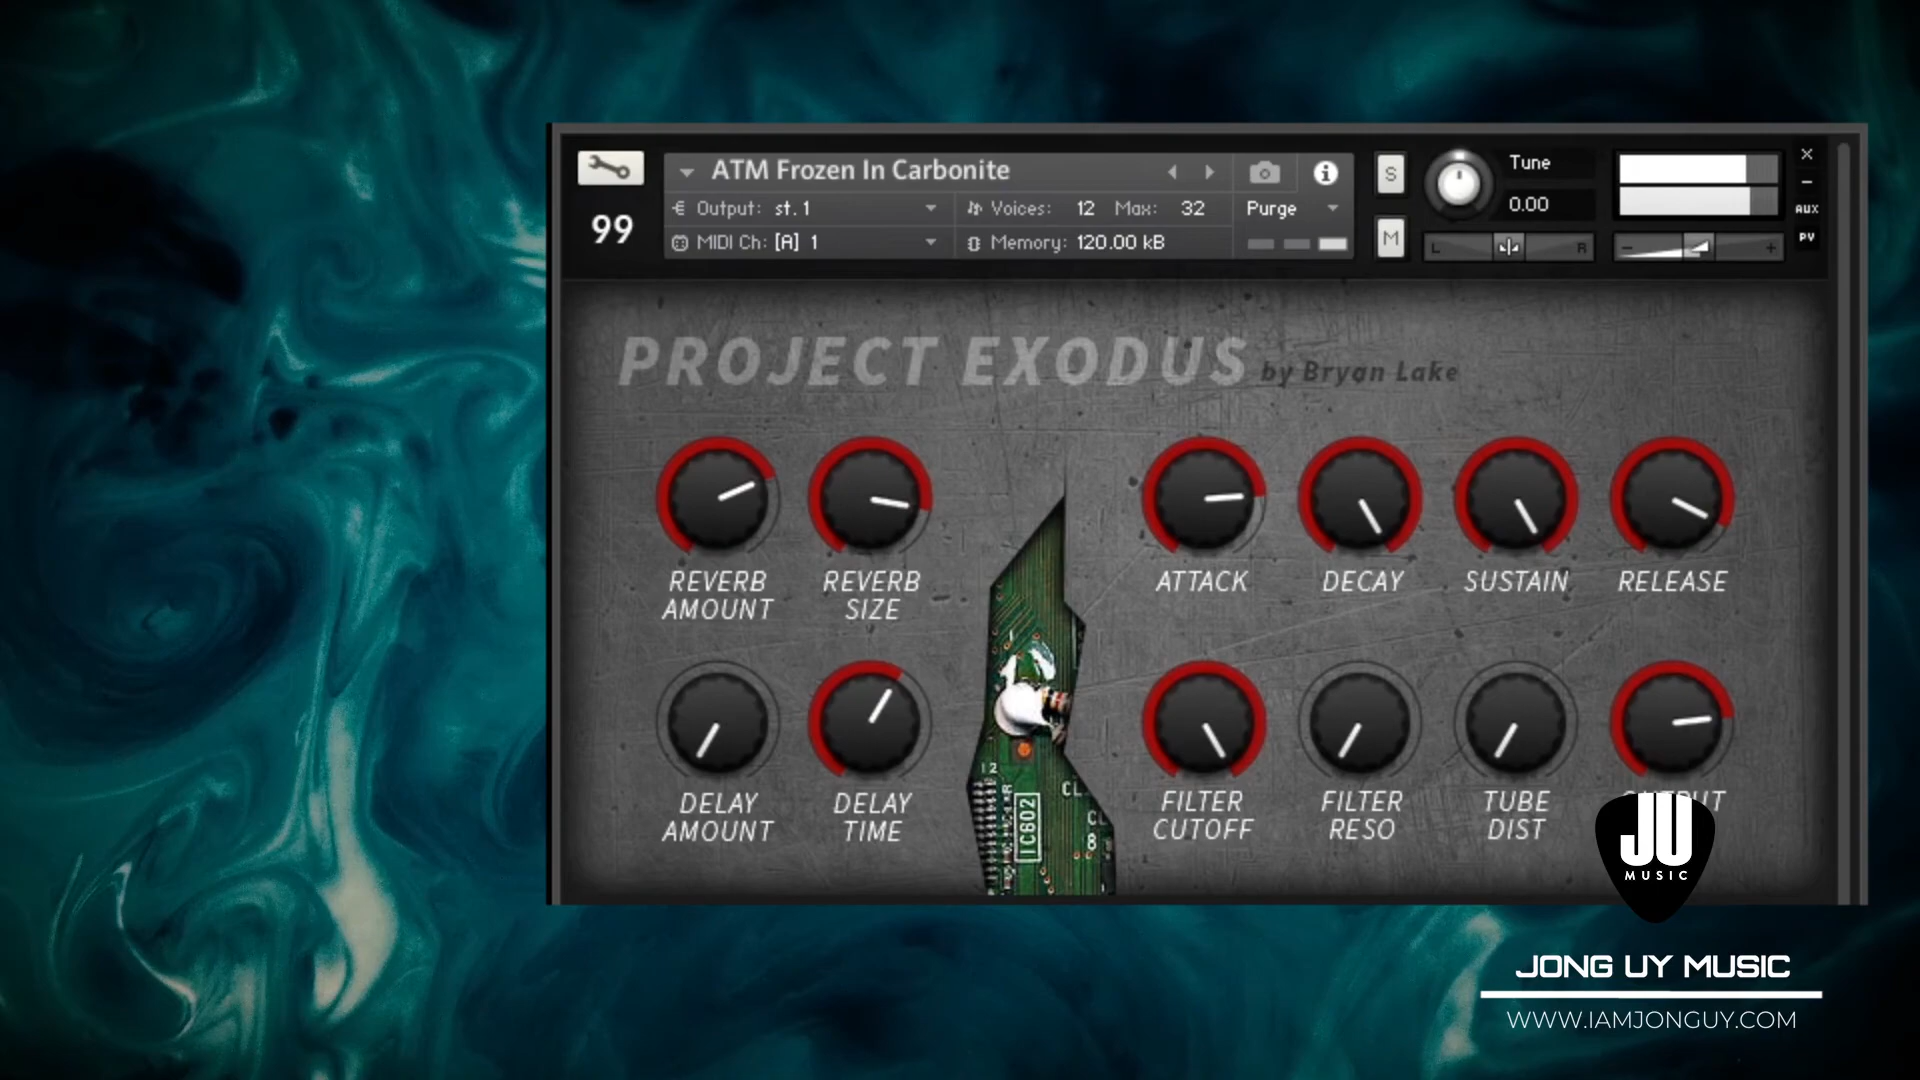 ATM Frozen In Carbonite
99
Output: st. 1
Voices: 12 Max: 32
Purge
MIDI Ch: [A] 1
Memory: 120.00 kB
S
M
Tune
0.00
L
R
AUX
PV
PROJECT EXODUS by Bryan Lake
REVERB
AMOUNT
REVERB
SIZE
ATTACK
DECAY
SUSTAIN
RELEASE
DELAY
AMOUNT
DELAY
TIME
12
IC602
CL
8
FILTER
CUTOFF
FILTER
RESO
TUBE
DIST
JU
MUSIC
JONG UY MUSIC
WWW.IAMJONGUY.COM